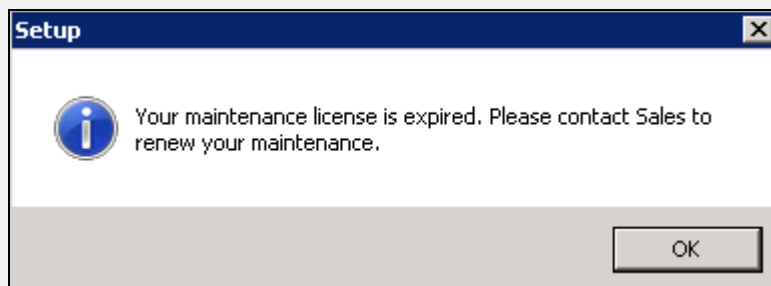 Setup
Your maintenance license is expired. Please contact Sales to
renew your maintenance.
OK